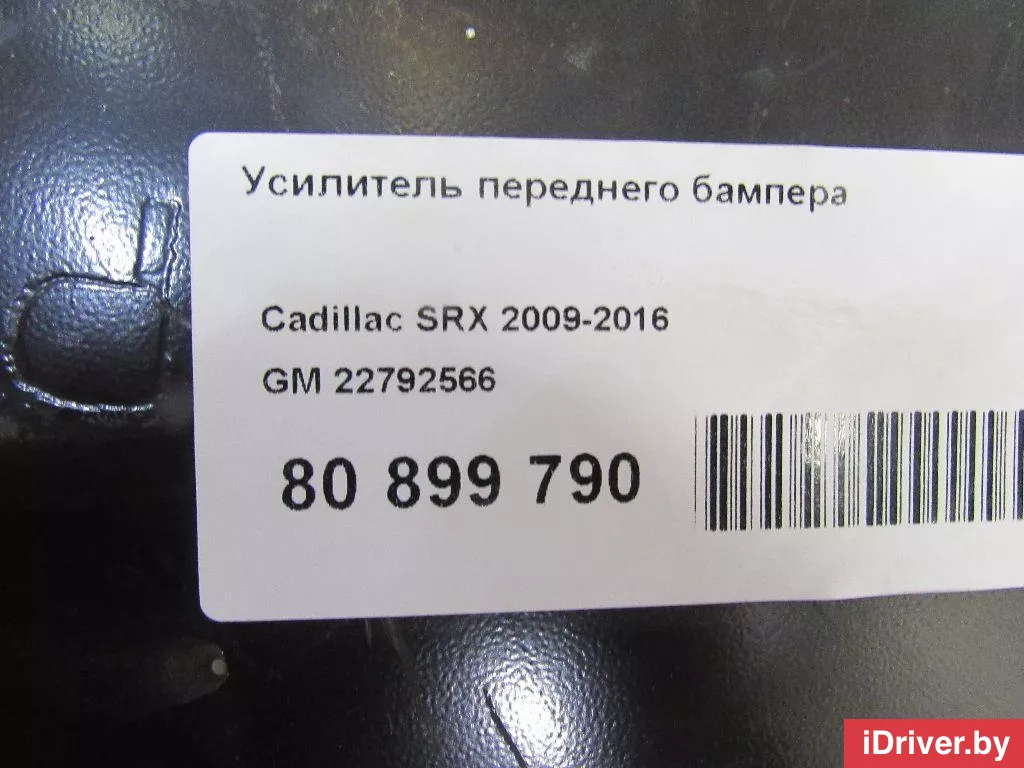 Усилитель переднего бампера
Cadillac SRX 2009-2016
GM 22792566
80 899 790
iDriver.by